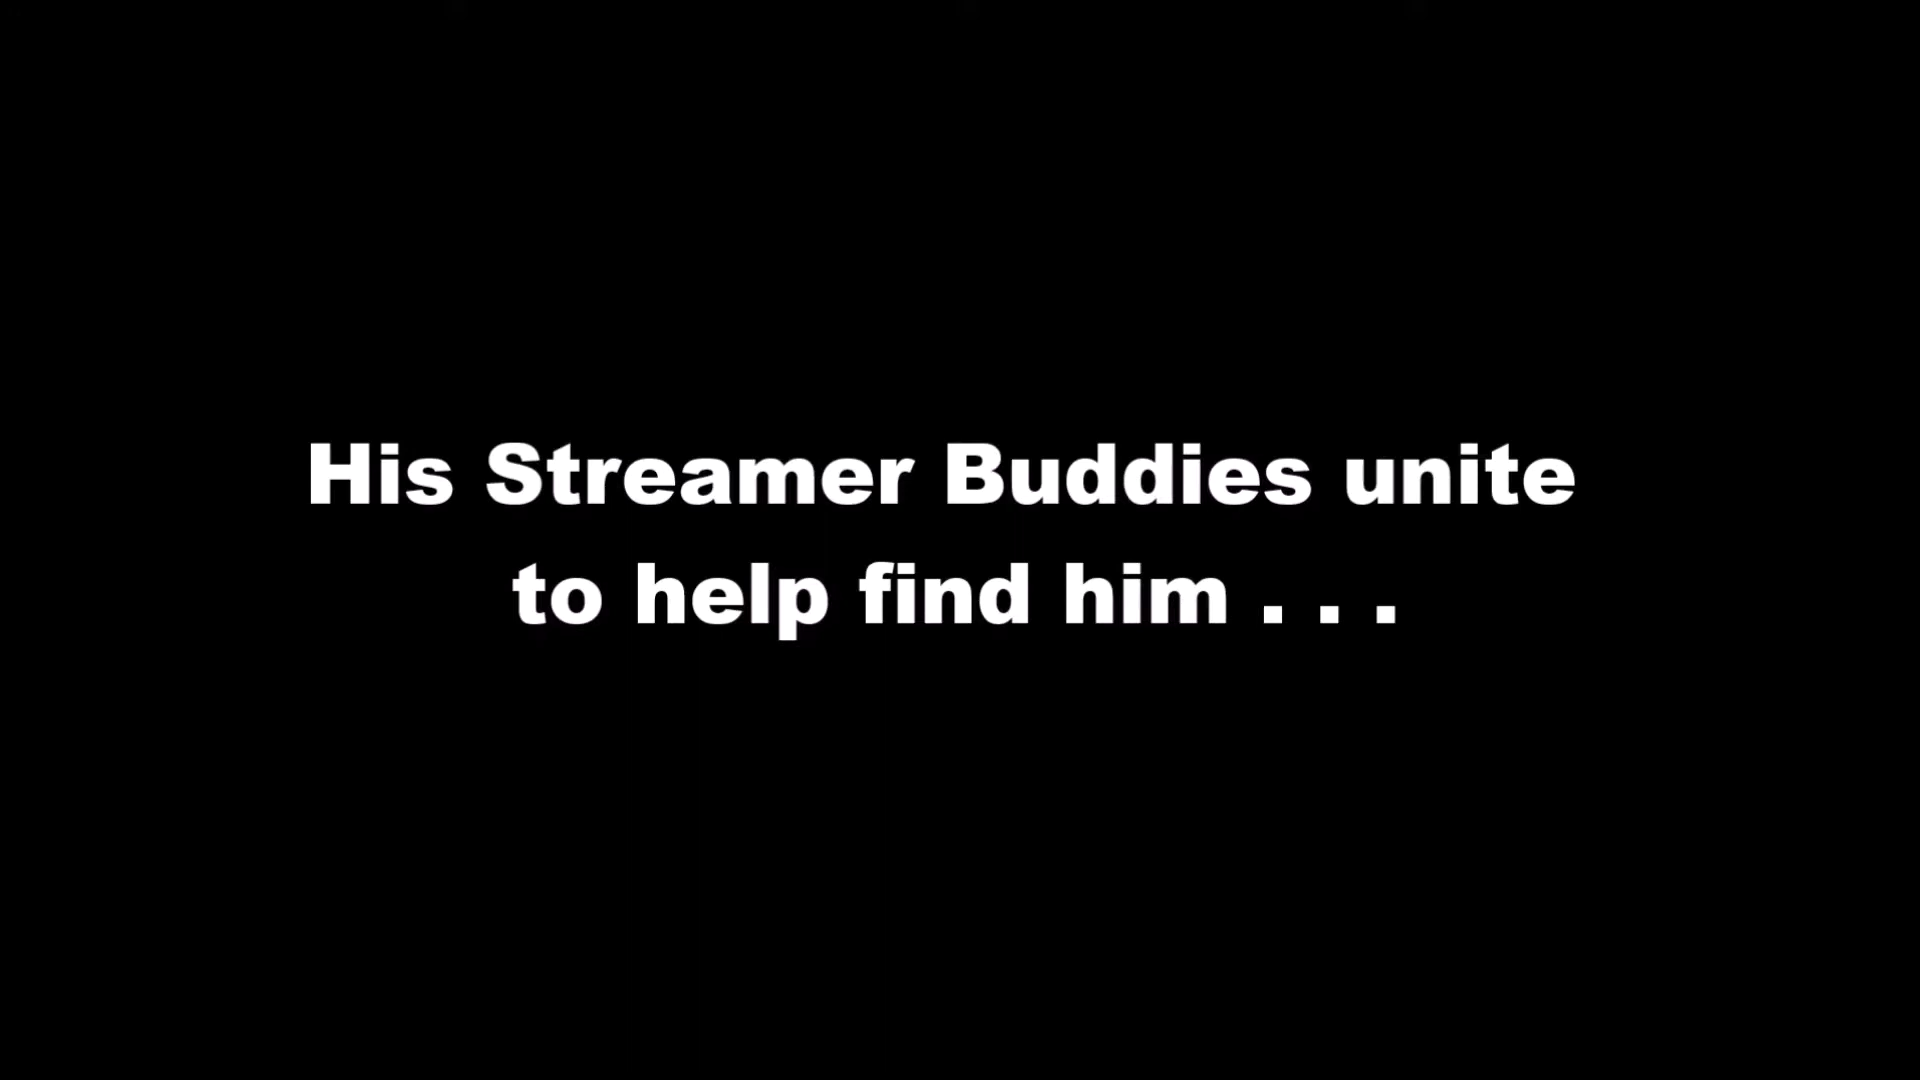 His Streamer Buddies unite
to help find him . . .